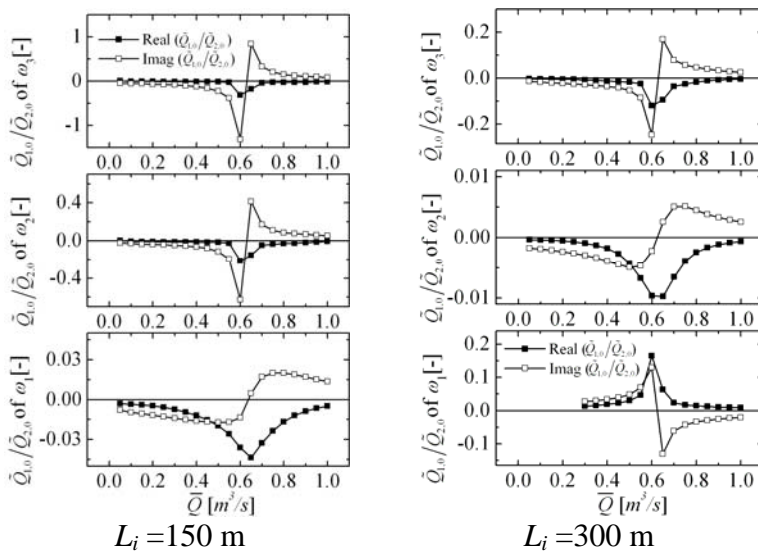 Q̃1,0/Q̃2,0 of ω3[-]
1
0
-1
Real (Q̃1,0/Q̃2,0)
Imag (Q̃1,0/Q̃2,0)
0.0 0.2 0.4 0.6 0.8 1.0
Q̃1,0/Q̃2,0 of ω2[-]
0.4
0.0
-0.4
0.0 0.2 0.4 0.6 0.8 1.0
Q̃1,0/Q̃2,0 of ω1[-]
0.03
0.00
-0.03
0.0 0.2 0.4 0.6 0.8 1.0
Q̄ [m³/s]
Li =150 m
Q̃1,0/Q̃2,0 of ω3[-]
0.2
0.0
-0.2
0.0 0.2 0.4 0.6 0.8 1.0
Q̃1,0/Q̃2,0 of ω2[-]
0.01
0.00
-0.01
0.0 0.2 0.4 0.6 0.8 1.0
Q̃1,0/Q̃2,0 of ω1[-]
0.2
0.1
0.0
-0.1
Real (Q̃1,0/Q̃2,0)
Imag (Q̃1,0/Q̃2,0)
0.0 0.2 0.4 0.6 0.8 1.0
Q̄ [m³/s]
Li =300 m